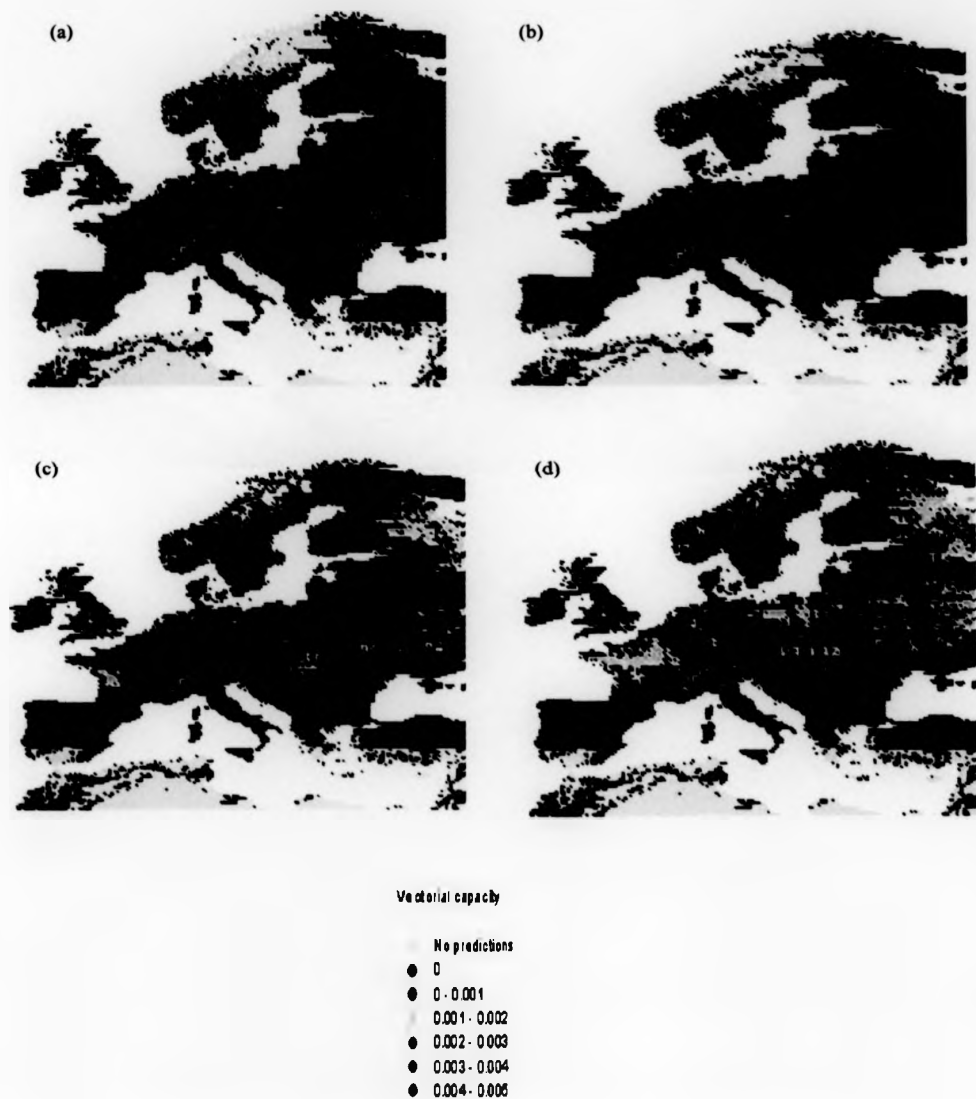 (a)
(b)
(c)
(d)
Vectorial capacity
No predictions
0
0 - 0.001
0.001 - 0.002
0.002 - 0.003
0.003 - 0.004
0.004 - 0.005